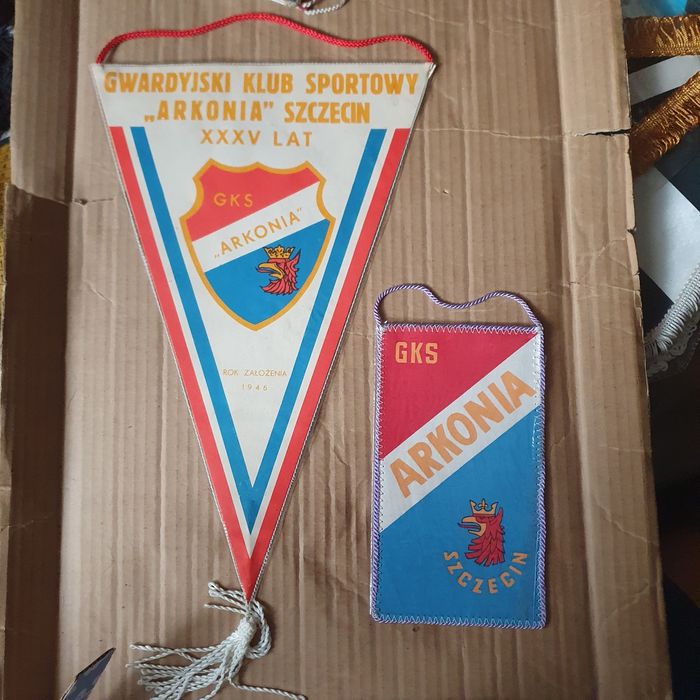 GWARDYJSKI KLUB SPORTOWY
„ARKONIA” SZCZECIN
XXXV LAT
GKS
„ARKONIA”
ROK ZAŁOŻENIA
1946
GKS
ARKONIA
SZCZECIN